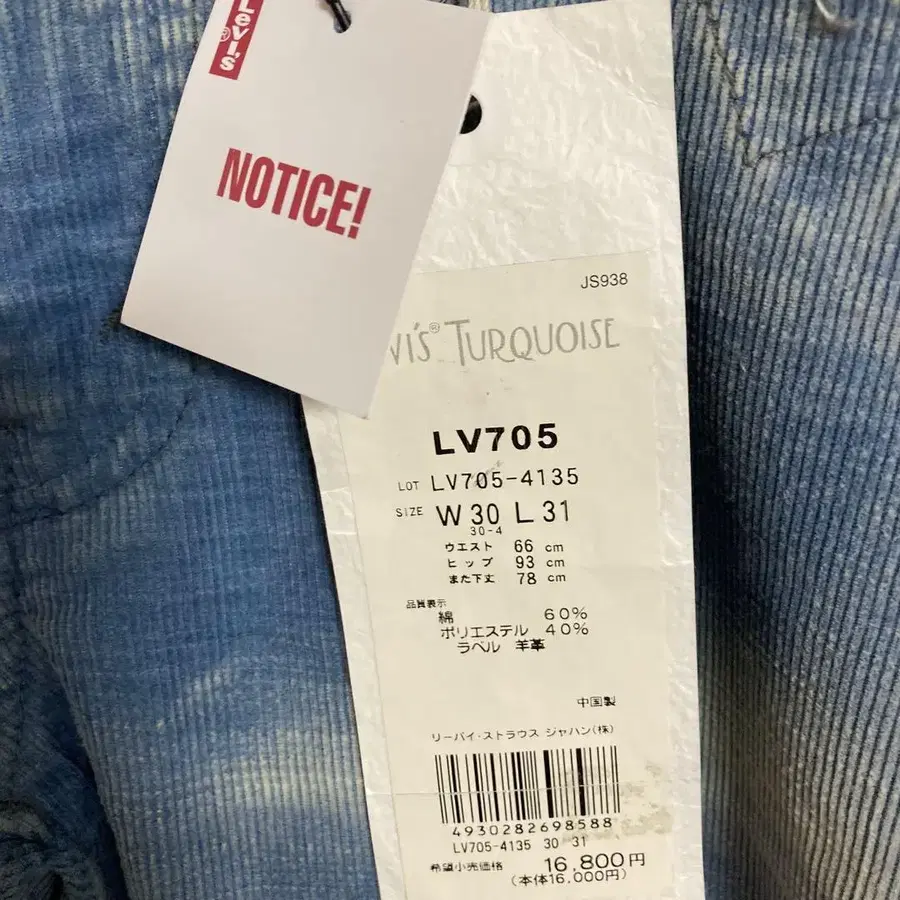 Levi's®
NOTICE!
JS938
VI'S® TURQUOISE
LV705
LOT LV705-4135
SIZE W30 L31
30-4
ウエスト 66 cm
ヒップ 93 cm
また下丈 78 cm
品質表示
綿 60%
ポリエステル 40%
ラベル 羊革
中国製
リーバイ・ストラウス ジャパン(株)
4930282698588
LV705-4135 30 31
希望小売価格 16,800円
(本体16,000円)